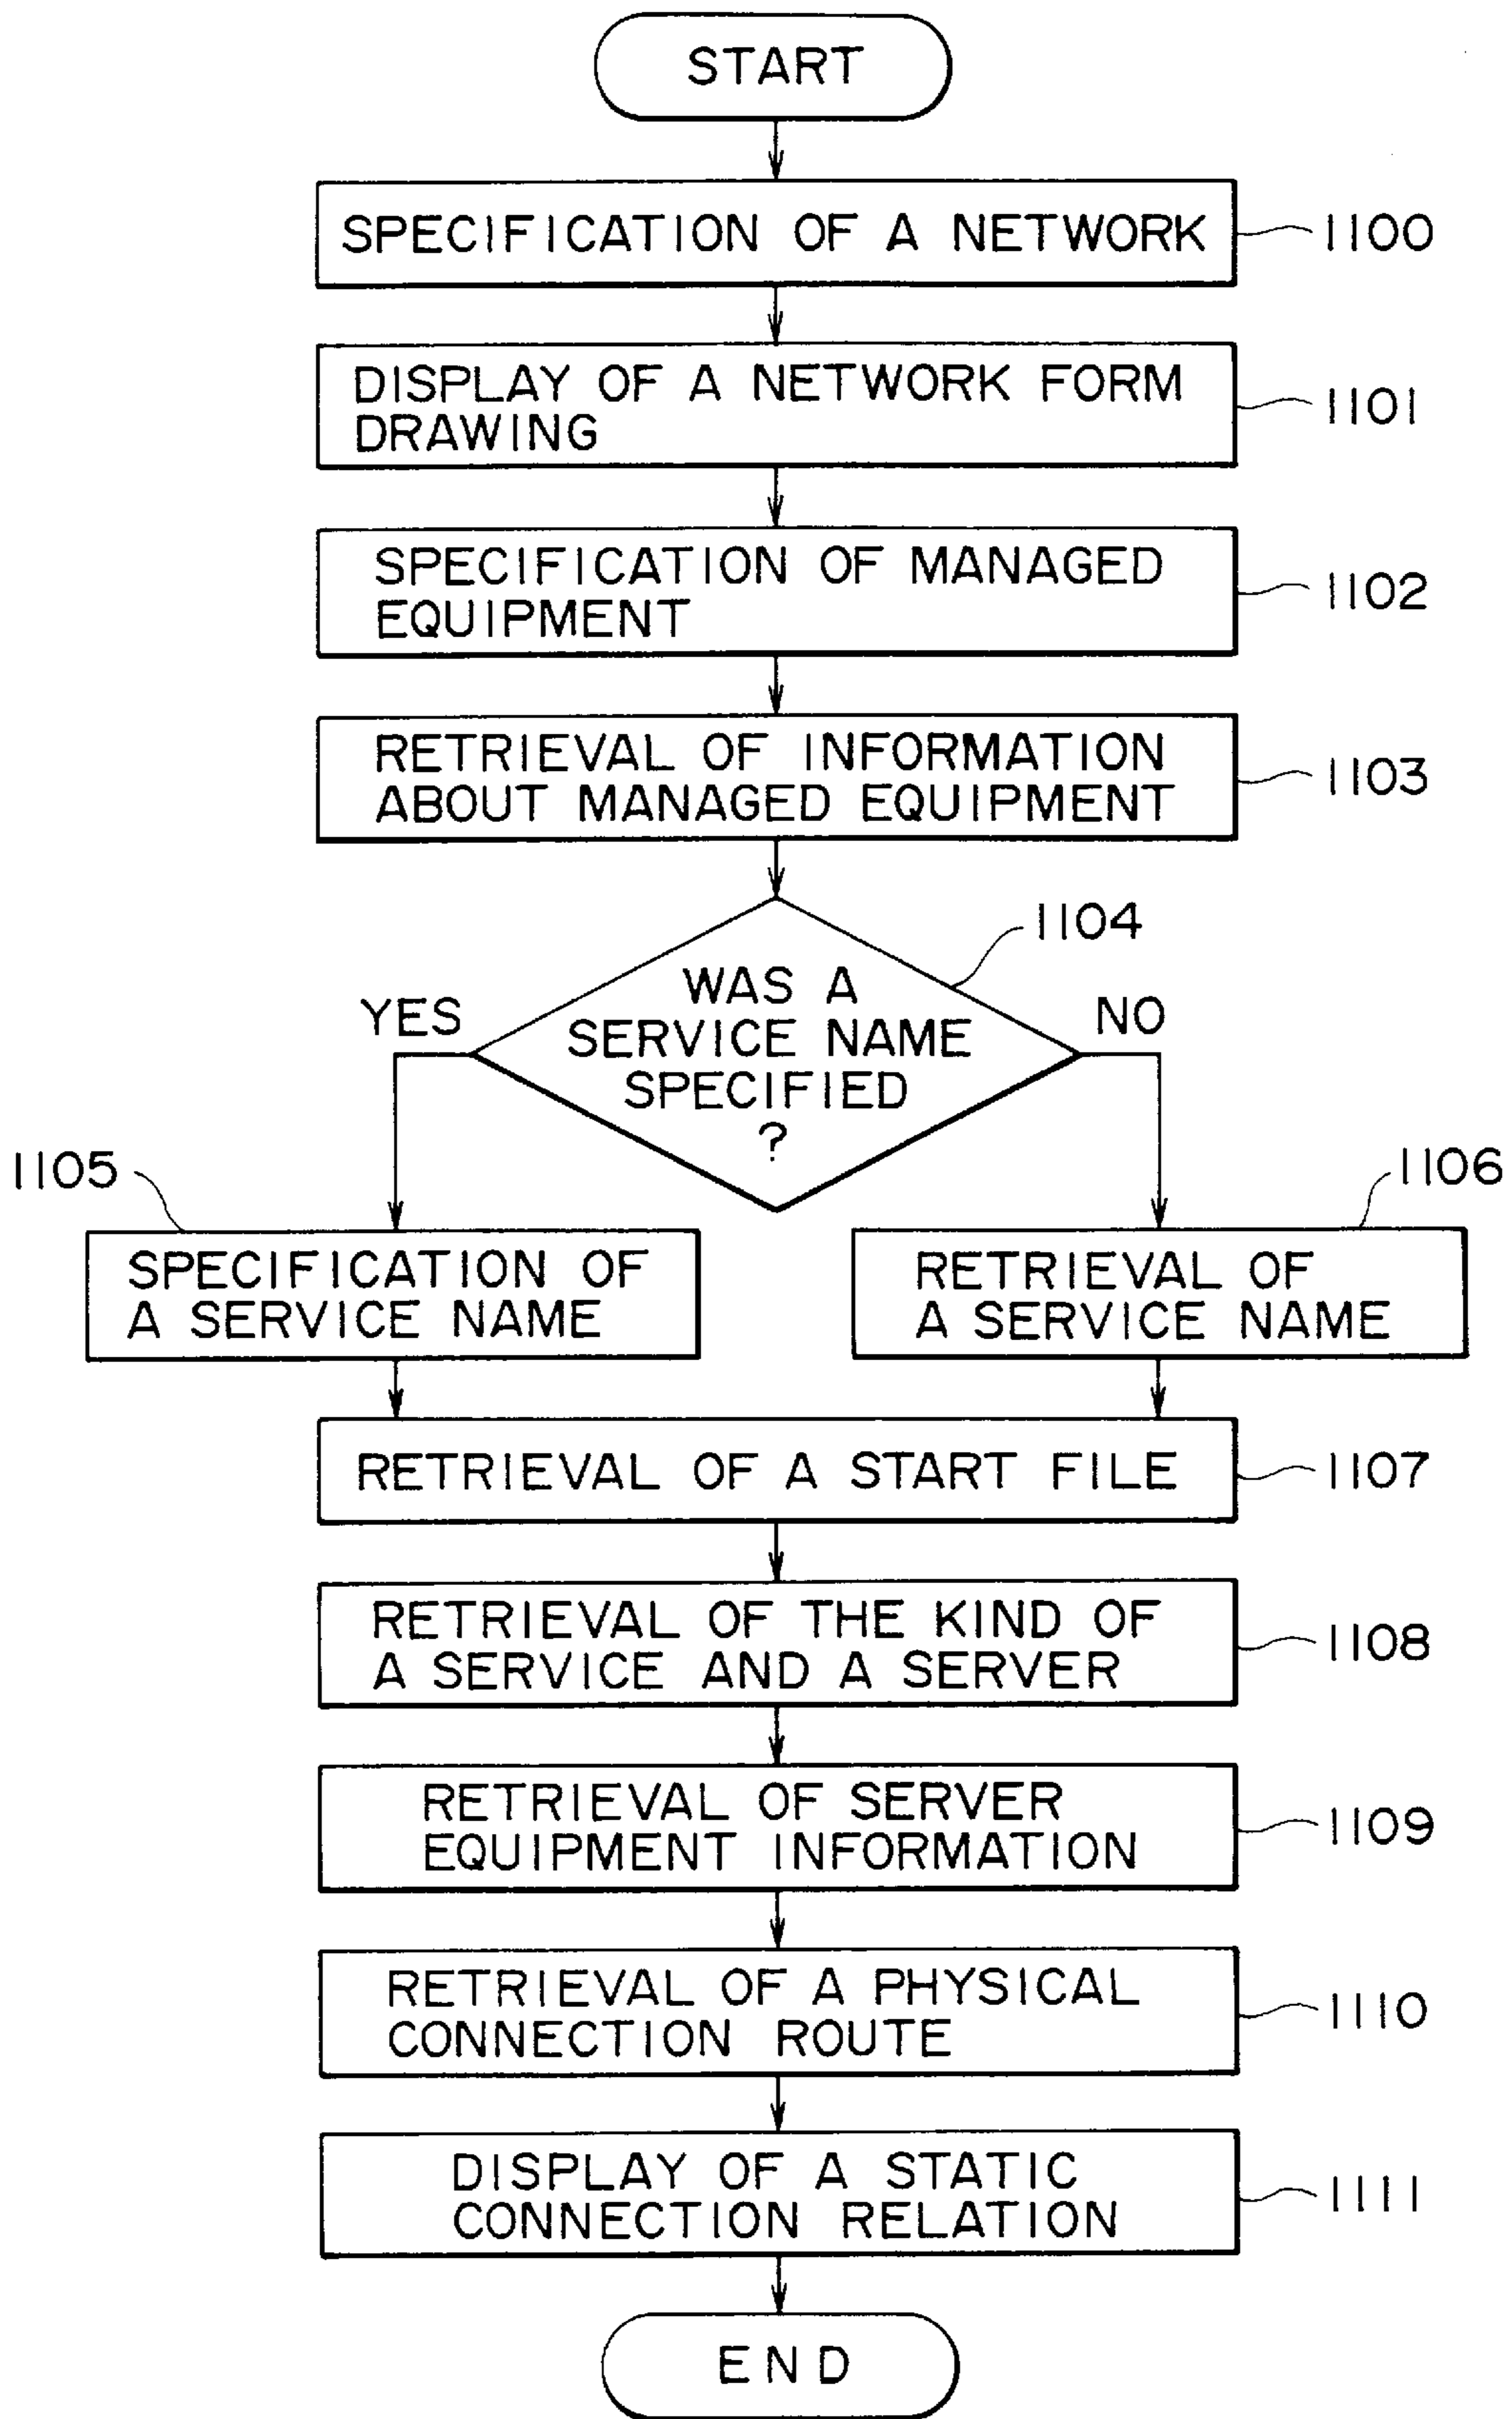 START
SPECIFICATION OF A NETWORK
1100
DISPLAY OF A NETWORK FORM
DRAWING
1101
SPECIFICATION OF MANAGED
EQUIPMENT
1102
RETRIEVAL OF INFORMATION
ABOUT MANAGED EQUIPMENT
1103
1104
WAS A
SERVICE NAME
SPECIFIED
?
YES
NO
1105
SPECIFICATION OF
A SERVICE NAME
1106
RETRIEVAL OF
A SERVICE NAME
RETRIEVAL OF A START FILE
1107
RETRIEVAL OF THE KIND OF
A SERVICE AND A SERVER
1108
RETRIEVAL OF SERVER
EQUIPMENT INFORMATION
1109
RETRIEVAL OF A PHYSICAL
CONNECTION ROUTE
1110
DISPLAY OF A STATIC
CONNECTION RELATION
1111
END